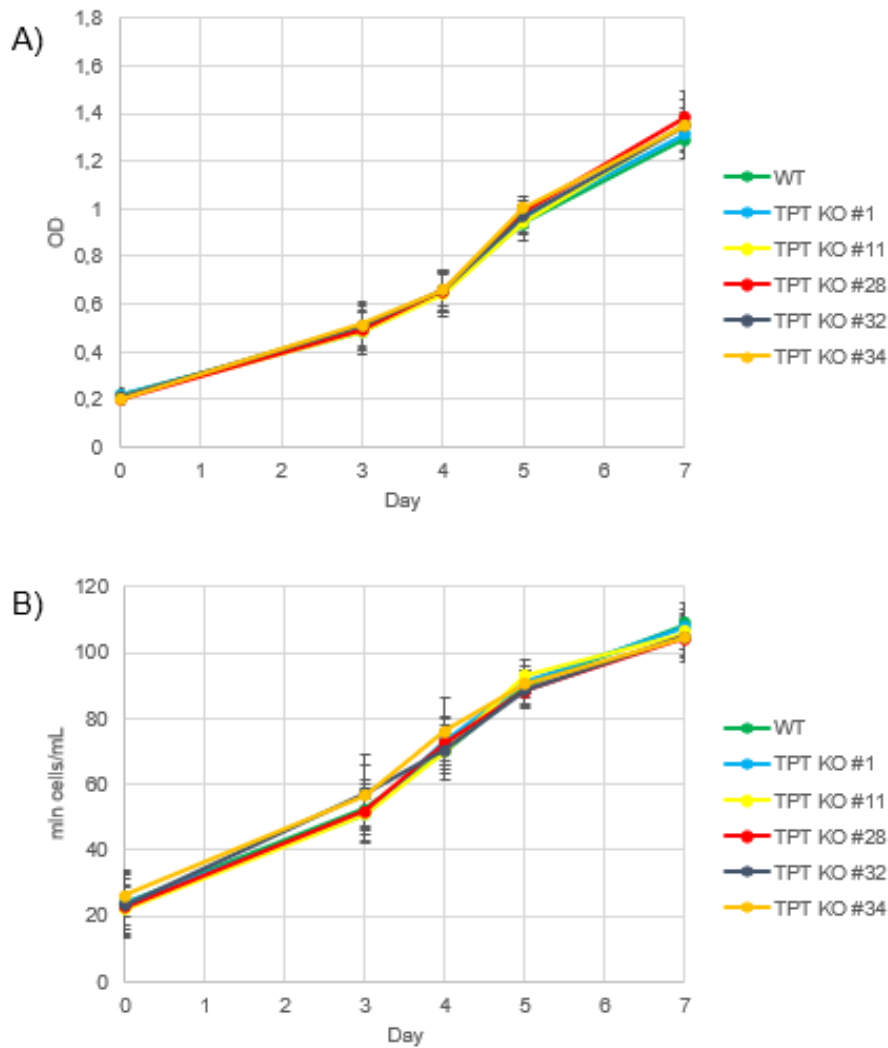 A)
1,8
1,6
1,4
1,2
1
0,8
0,6
0,4
0,2
0
OD
0 1 2 3 4 5 6 7
Day
WT
TPT KO #1
TPT KO #11
TPT KO #28
TPT KO #32
TPT KO #34
B)
120
100
80
60
40
20
0
mln cells/mL
0 1 2 3 4 5 6 7
Day
WT
TPT KO #1
TPT KO #11
TPT KO #28
TPT KO #32
TPT KO #34